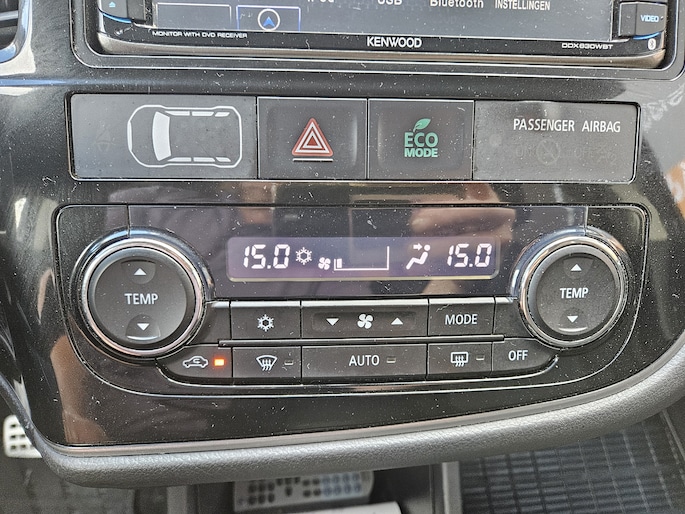 USB
Bluetooth
INSTELLINGEN
MONITOR WITH DVD RECEIVER
KENWOOD
DDX830WBT
VIDEO
ECO
MODE
PASSENGER AIRBAG
15.0
15.0
TEMP
TEMP
MODE
AUTO
OFF